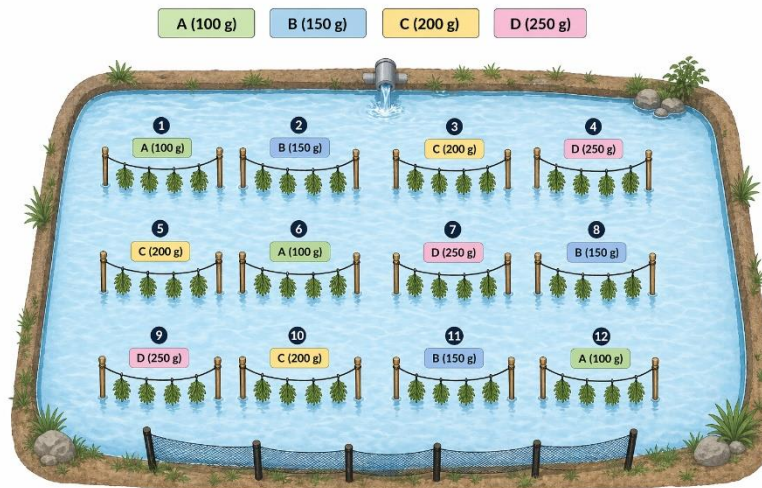 A (100 g) B (150 g) C (200 g) D (250 g)
1 2 3 4
A (100 g) B (150 g) C (200 g) D (250 g)
5 6 7 8
C (200 g) A (100 g) D (250 g) B (150 g)
9 10 11 12
D (250 g) C (200 g) B (150 g) A (100 g)